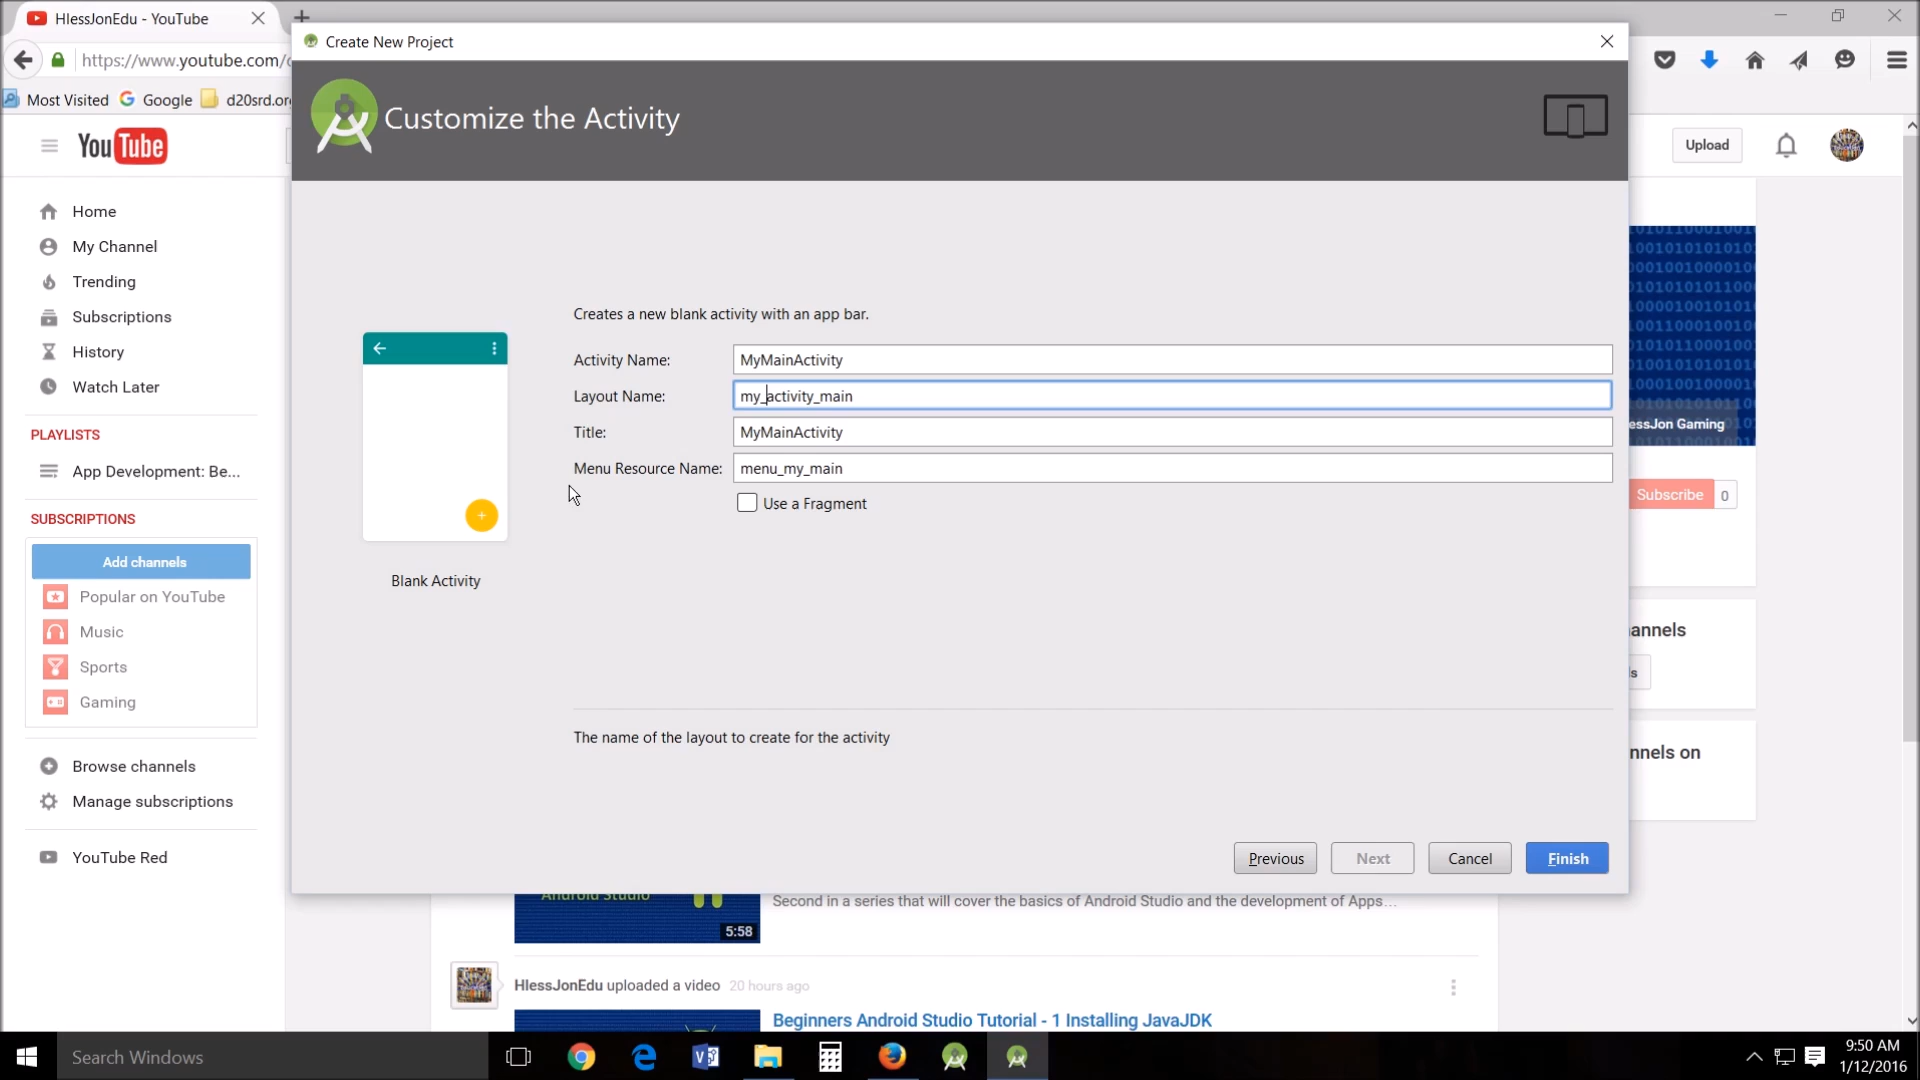 HlessJonEdu - YouTube
Create New Project
https://www.youtube.com/
Most Visited
Google
d20srd.org
Customize the Activity
YouTube
Upload
Home
My Channel
Trending
Subscriptions
History
Watch Later
PLAYLISTS
App Development: Be...
SUBSCRIPTIONS
Add channels
Popular on YouTube
Music
Sports
Gaming
Browse channels
Manage subscriptions
YouTube Red
Creates a new blank activity with an app bar.
Activity Name:
MyMainActivity
Layout Name:
my_activity_main
Title:
MyMainActivity
Menu Resource Name:
menu_my_main
Use a Fragment
Blank Activity
The name of the layout to create for the activity
Previous
Next
Cancel
Finish
essJon Gaming
Subscribe
0
annels
s
nnels on
Android Studio
5:58
Second in a series that will cover the basics of Android Studio and the development of Apps...
HlessJonEdu uploaded a video 20 hours ago
Beginners Android Studio Tutorial - 1 Installing JavaJDK
Search Windows
9:50 AM
1/12/2016